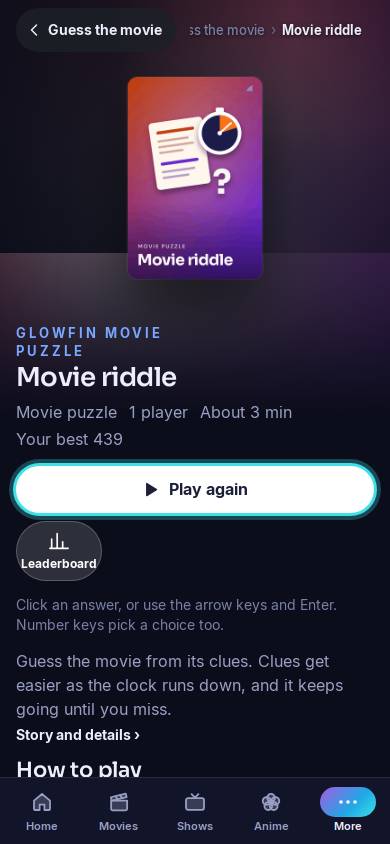 Guess the movie
ss the movie › Movie riddle
?
MOVIE PUZZLE
Movie riddle
GLOWFIN MOVIE
PUZZLE
Movie riddle
Movie puzzle 1 player About 3 min
Your best 439
Play again
Leaderboard
Click an answer, or use the arrow keys and Enter.
Number keys pick a choice too.
Guess the movie from its clues. Clues get
easier as the clock runs down, and it keeps
going until you miss.
Story and details ›
How to play
Home Movies Shows Anime More